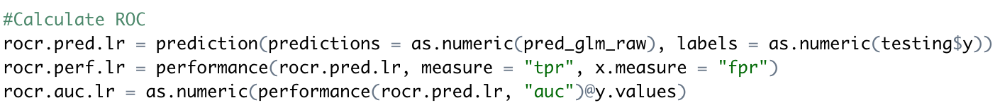 #Calculate ROC
rocr.pred.lr = prediction(predictions = as.numeric(pred_glm_raw), labels = as.numeric(testing$y))
rocr.perf.lr = performance(rocr.pred.lr, measure = "tpr", x.measure = "fpr")
rocr.auc.lr = as.numeric(performance(rocr.pred.lr, "auc")@y.values)